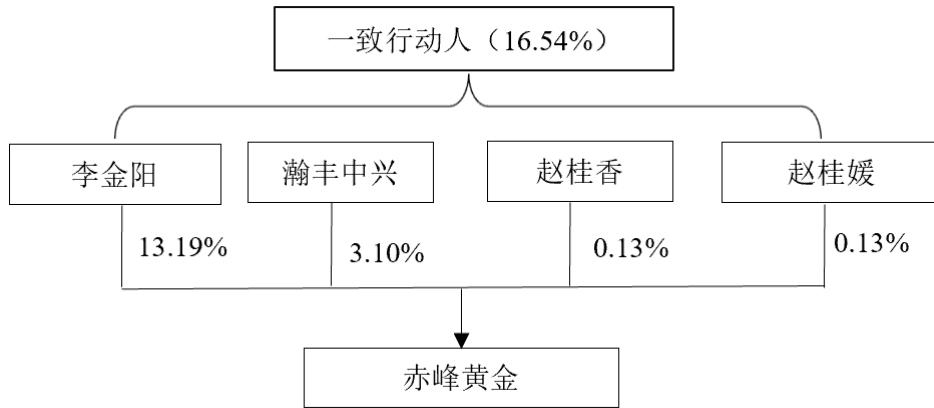 一致行动人（16.54%）
李金阳
瀚丰中兴
赵桂香
赵桂媛
13.19%
3.10%
0.13%
0.13%
赤峰黄金